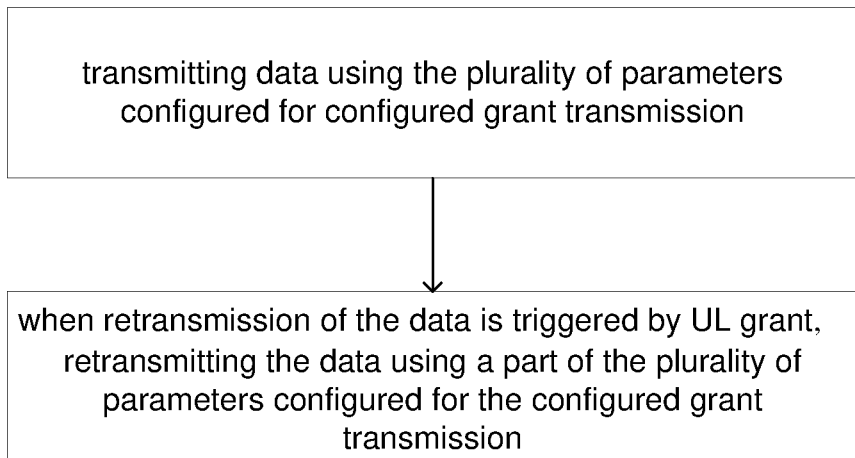 transmitting data using the plurality of parameters
configured for configured grant transmission
when retransmission of the data is triggered by UL grant,
retransmitting the data using a part of the plurality of
parameters configured for the configured grant
transmission